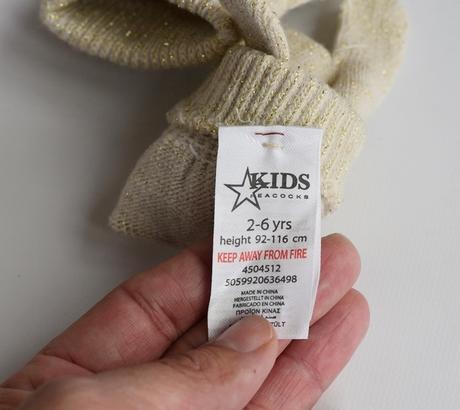 KIDS
PEACOCKS
2-6 yrs
height 92-116 cm
KEEP AWAY FROM FIRE
4504512
5059920636498
MADE IN CHINA
HERGESTELLT IN CHINA
FABRICADO EN CHINA
ΠΡΟΪΟΝ ΚΙΝΑΣ